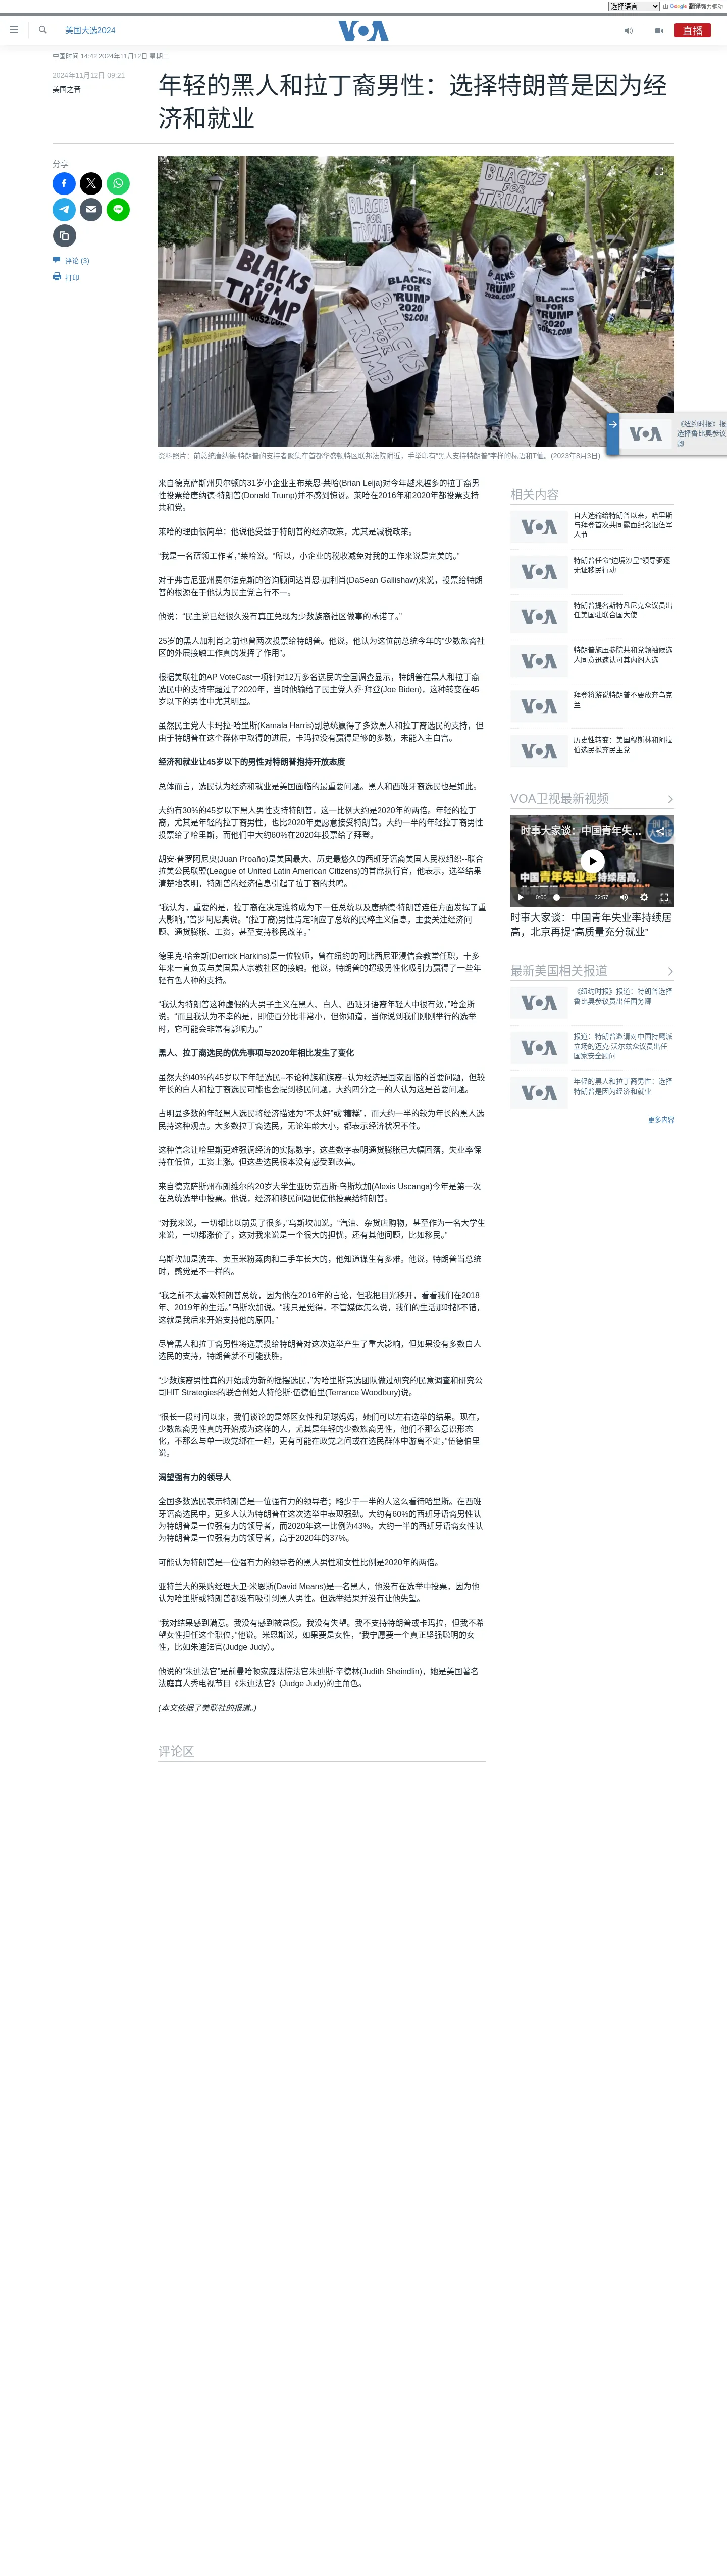 选择语言
由 Google 翻译强力驱动
美国大选2024
VOA
直播
中国时间 14:42 2024年11月12日 星期二
2024年11月12日 09:21
美国之音
年轻的黑人和拉丁裔男性：选择特朗普是因为经
济和就业
分享
评论 (3)
打印
BLACKS
FOR
TRUMP
BLACKS
FOR
TRUMP
BLACKS
FOR
TRUMP
BLACKS
FOR
TRUMP
2020.COM
BLACKS
FOR
TRUMP
资料照片：前总统唐纳德·特朗普的支持者聚集在首都华盛顿特区联邦法院附近，手举印有“黑人支持特朗普”字样的标语和T恤。(2023年8月3日)
《纽约时报》报
选择鲁比奥参议
卿
来自德克萨斯州贝尔顿的31岁小企业主布莱恩·莱哈(Brian Leija)对今年越来越多的拉丁裔男
性投票给唐纳德·特朗普(Donald Trump)并不感到惊讶。莱哈在2016年和2020年都投票支持
共和党。
莱哈的理由很简单：他说他受益于特朗普的经济政策，尤其是减税政策。
“我是一名蓝领工作者，”莱哈说。“所以，小企业的税收减免对我的工作来说是完美的。”
对于弗吉尼亚州费尔法克斯的咨询顾问达肖恩·加利肖(DaSean Gallishaw)来说，投票给特朗
普的根源在于他认为民主党言行不一。
他说：“民主党已经很久没有真正兑现为少数族裔社区做事的承诺了。”
25岁的黑人加利肖之前也曾两次投票给特朗普。他说，他认为这位前总统今年的“少数族裔社
区的外展接触工作真的发挥了作用”。
根据美联社的AP VoteCast一项针对12万多名选民的全国调查显示，特朗普在黑人和拉丁裔
选民中的支持率超过了2020年，当时他输给了民主党人乔·拜登(Joe Biden)，这种转变在45
岁以下的男性中尤其明显。
虽然民主党人卡玛拉·哈里斯(Kamala Harris)副总统赢得了多数黑人和拉丁裔选民的支持，但
由于特朗普在这个群体中取得的进展，卡玛拉没有赢得足够的多数，未能入主白宫。
经济和就业让45岁以下的男性对特朗普抱持开放态度
总体而言，选民认为经济和就业是美国面临的最重要问题。黑人和西班牙裔选民也是如此。
大约有30%的45岁以下黑人男性支持特朗普，这一比例大约是2020年的两倍。年轻的拉丁
裔，尤其是年轻的拉丁裔男性，也比2020年更愿意接受特朗普。大约一半的年轻拉丁裔男性
投票给了哈里斯，而他们中大约60%在2020年投票给了拜登。
胡安·普罗阿尼奥(Juan Proaño)是美国最大、历史最悠久的西班牙语裔美国人民权组织--联合
拉美公民联盟(League of United Latin American Citizens)的首席执行官，他表示，选举结果
清楚地表明，特朗普的经济信息引起了拉丁裔的共鸣。
“我认为，重要的是，拉丁裔在决定谁将成为下一任总统以及唐纳德·特朗普连任方面发挥了重
大影响，”普罗阿尼奥说。“(拉丁裔)男性肯定响应了总统的民粹主义信息，主要关注经济问
题、通货膨胀、工资，甚至支持移民改革。”
德里克·哈金斯(Derrick Harkins)是一位牧师，曾在纽约的阿比西尼亚浸信会教堂任职，十多
年来一直负责与美国黑人宗教社区的接触。他说，特朗普的超级男性化吸引力赢得了一些年
轻有色人种的支持。
“我认为特朗普这种虚假的大男子主义在黑人、白人、西班牙语裔年轻人中很有效，”哈金斯
说。“而且我认为不幸的是，即使百分比非常小，但你知道，当你说到我们刚刚举行的选举
时，它可能会非常有影响力。”
黑人、拉丁裔选民的优先事项与2020年相比发生了变化
虽然大约40%的45岁以下年轻选民--不论种族和族裔--认为经济是国家面临的首要问题，但较
年长的白人和拉丁裔选民可能也会提到移民问题，大约四分之一的人认为这是首要问题。
占明显多数的年轻黑人选民将经济描述为“不太好”或“糟糕”，而大约一半的较为年长的黑人选
民持这种观点。大多数拉丁裔选民，无论年龄大小，都表示经济状况不佳。
这种信念让哈里斯更难强调经济的实际数字，这些数字表明通货膨胀已大幅回落，失业率保
持在低位，工资上涨。但这些选民根本没有感受到改善。
来自德克萨斯州布朗维尔的20岁大学生亚历克西斯·乌斯坎加(Alexis Uscanga)今年是第一次
在总统选举中投票。他说，经济和移民问题促使他投票给特朗普。
“对我来说，一切都比以前贵了很多，”乌斯坎加说。“汽油、杂货店购物，甚至作为一名大学生
来说，一切都涨价了，这对我来说是一个很大的担忧，还有其他问题，比如移民。”
乌斯坎加是洗车、卖玉米粉蒸肉和二手车长大的，他知道谋生有多难。他说，特朗普当总统
时，感觉是不一样的。
“我之前不太喜欢特朗普总统，因为他在2016年的言论，但我把目光移开，看看我们在2018
年、2019年的生活。”乌斯坎加说。“我只是觉得，不管媒体怎么说，我们的生活那时都不错，
这就是我后来开始支持他的原因。”
尽管黑人和拉丁裔男性将选票投给特朗普对这次选举产生了重大影响，但如果没有多数白人
选民的支持，特朗普就不可能获胜。
“少数族裔男性真的开始成为新的摇摆选民，”为哈里斯竞选团队做过研究的民意调查和研究公
司HIT Strategies的联合创始人特伦斯·伍德伯里(Terrance Woodbury)说。
“很长一段时间以来，我们谈论的是郊区女性和足球妈妈，她们可以左右选举的结果。现在，
少数族裔男性真的开始成为这样的人，尤其是年轻的少数族裔男性，他们不那么意识形态
化，不那么与单一政党绑在一起，更有可能在政党之间或在选民群体中游离不定，”伍德伯里
说。
渴望强有力的领导人
全国多数选民表示特朗普是一位强有力的领导者；略少于一半的人这么看待哈里斯。在西班
牙语裔选民中，更多人认为特朗普在这次选举中表现强劲。大约有60%的西班牙语裔男性认
为特朗普是一位强有力的领导者，而2020年这一比例为43%。大约一半的西班牙语裔女性认
为特朗普是一位强有力的领导者，高于2020年的37%。
可能认为特朗普是一位强有力的领导者的黑人男性和女性比例是2020年的两倍。
亚特兰大的采购经理大卫·米恩斯(David Means)是一名黑人，他没有在选举中投票，因为他
认为哈里斯或特朗普都没有吸引到黑人男性。但选举结果并没有让他失望。
“我对结果感到满意。我没有感到被怠慢。我没有失望。我不支持特朗普或卡玛拉，但我不希
望女性担任这个职位，”他说。米恩斯说，如果要是女性，“我宁愿要一个真正坚强聪明的女
性，比如朱迪法官(Judge Judy）。
他说的“朱迪法官”是前曼哈顿家庭法院法官朱迪斯·辛德林(Judith Sheindlin)，她是美国著名
法庭真人秀电视节目《朱迪法官》(Judge Judy)的主角色。
(本文依据了美联社的报道。)
评论区
相关内容
自大选输给特朗普以来，哈里斯
与拜登首次共同露面纪念退伍军
人节
特朗普任命“边境沙皇”领导驱逐
无证移民行动
特朗普提名斯特凡尼克众议员出
任美国驻联合国大使
特朗普施压参院共和党领袖候选
人同意迅速认可其内阁人选
拜登将游说特朗普不要放弃乌克
兰
历史性转变：美国穆斯林和阿拉
伯选民抛弃民主党
VOA卫视最新视频
时事大家谈：中国青年失…
中国青年失业率持续居高，
0:00
22:57
时事大家谈：中国青年失业率持续居
高，北京再提“高质量充分就业”
最新美国相关报道
《纽约时报》报道：特朗普选择
鲁比奥参议员出任国务卿
报道：特朗普邀请对中国持鹰派
立场的迈克·沃尔兹众议员出任
国家安全顾问
年轻的黑人和拉丁裔男性：选择
特朗普是因为经济和就业
更多内容